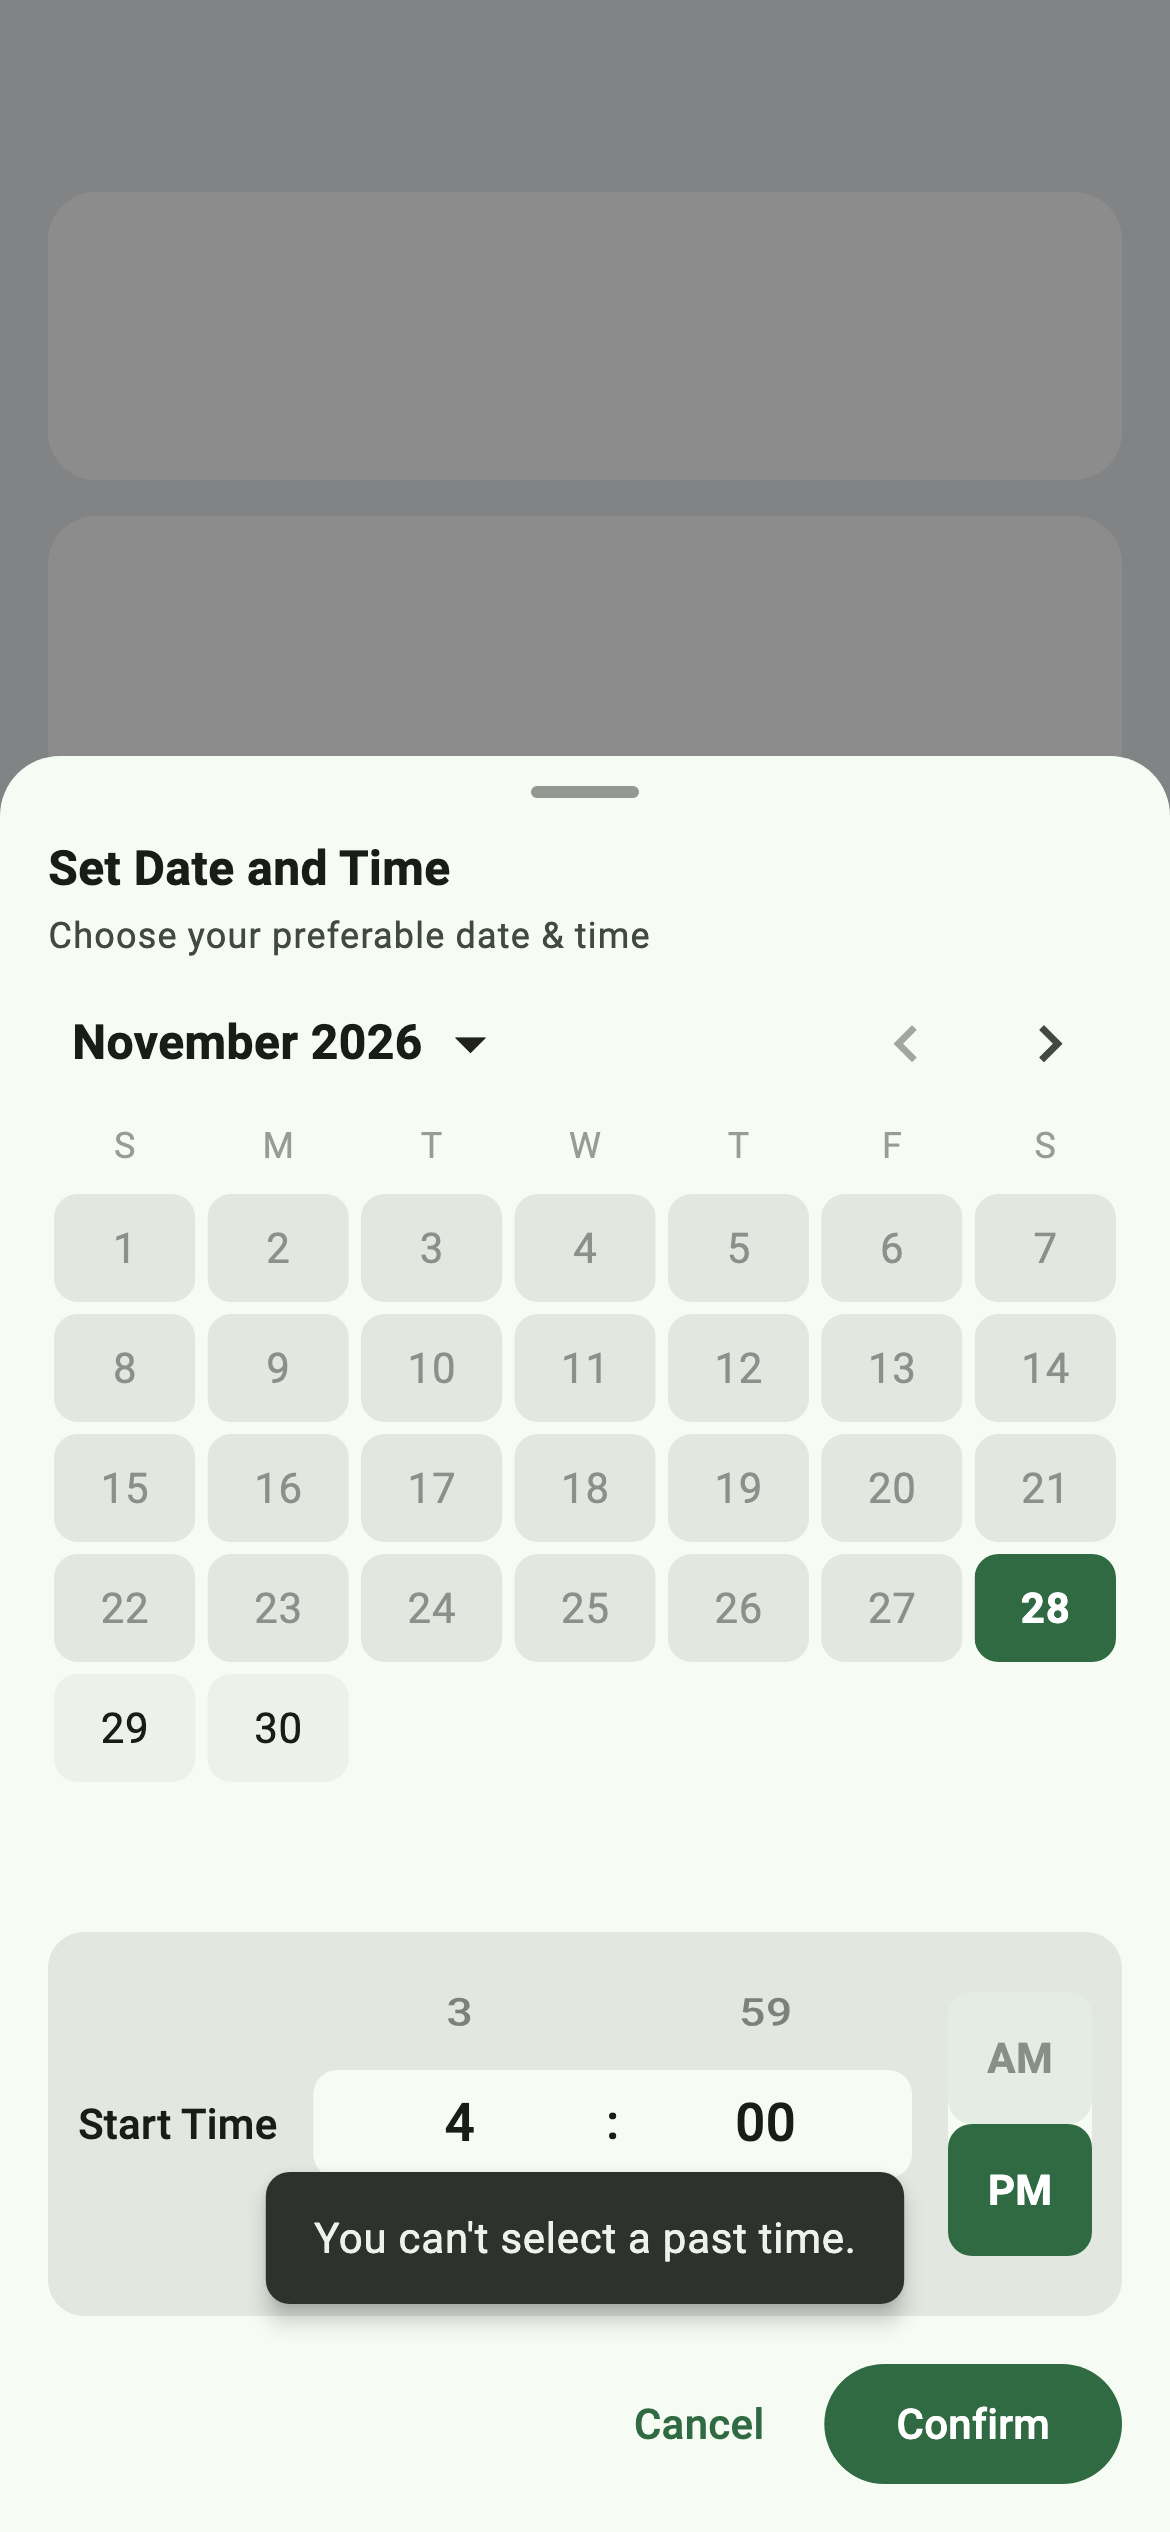 Set Date and Time
Choose your preferable date & time
November 2026
S M T W T F S
1 2 3 4 5 6 7
8 9 10 11 12 13 14
15 16 17 18 19 20 21
22 23 24 25 26 27 28
29 30
3 59
AM
Start Time 4 : 00
PM
You can't select a past time.
Cancel Confirm